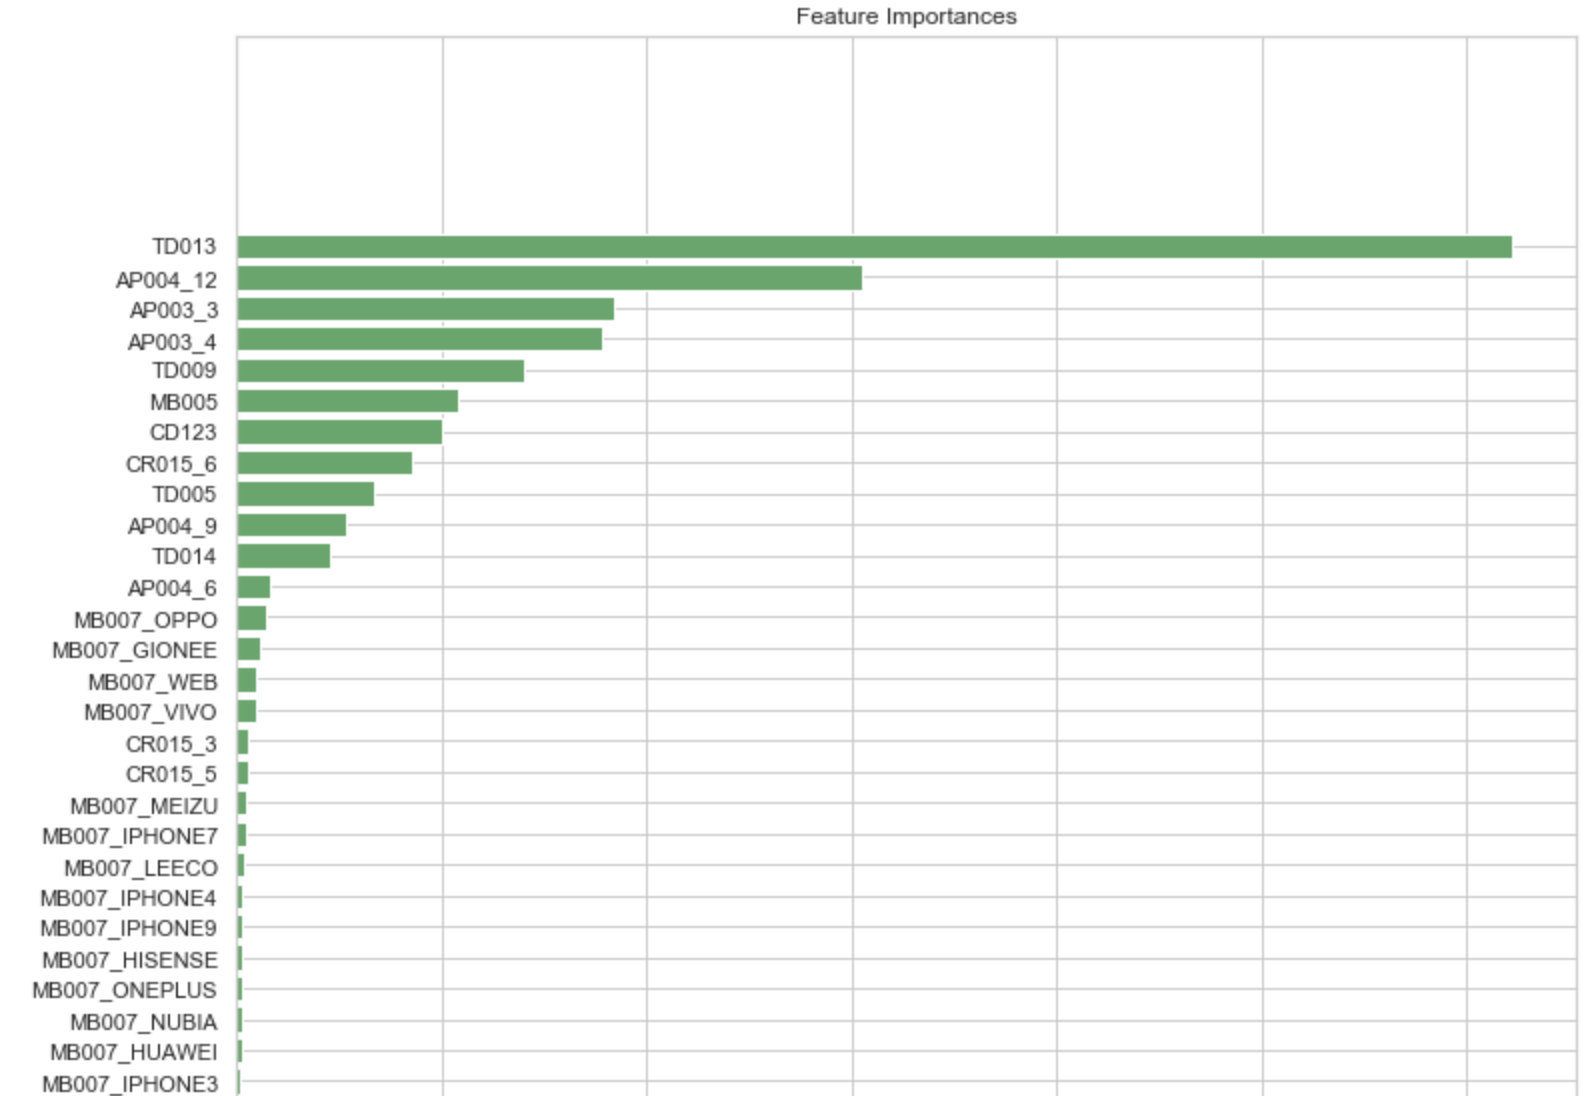 Feature Importances
TD013
AP004_12
AP003_3
AP003_4
TD009
MB005
CD123
CR015_6
TD005
AP004_9
TD014
AP004_6
MB007_OPPO
MB007_GIONEE
MB007_WEB
MB007_VIVO
CR015_3
CR015_5
MB007_MEIZU
MB007_IPHONE7
MB007_LEECO
MB007_IPHONE4
MB007_IPHONE9
MB007_HISENSE
MB007_ONEPLUS
MB007_NUBIA
MB007_HUAWEI
MB007_IPHONE3